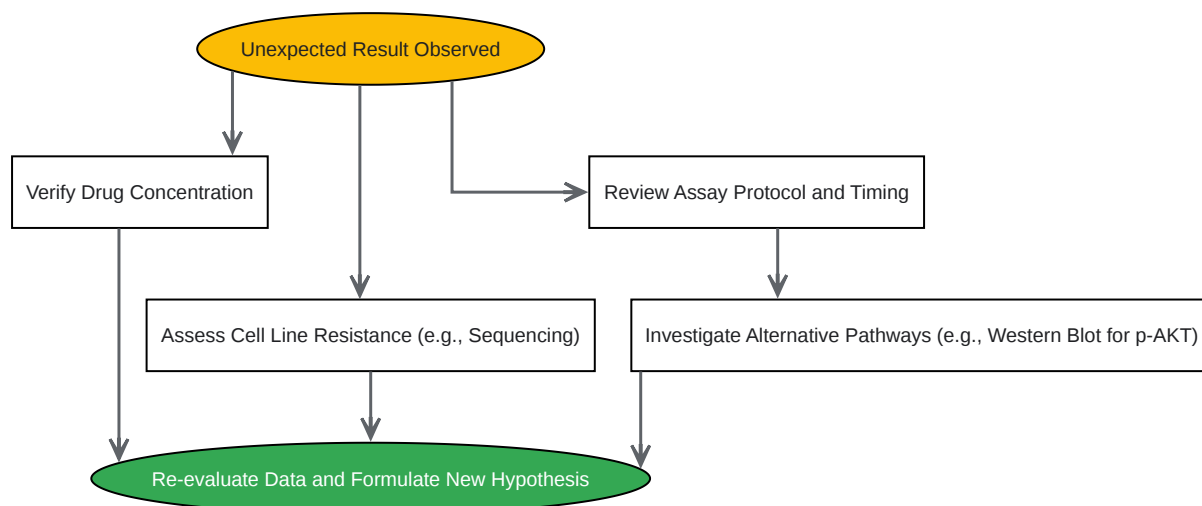 Unexpected Result Observed
Verify Drug Concentration
Review Assay Protocol and Timing
Assess Cell Line Resistance (e.g., Sequencing)
Investigate Alternative Pathways (e.g., Western Blot for p-AKT)
Re-evaluate Data and Formulate New Hypothesis